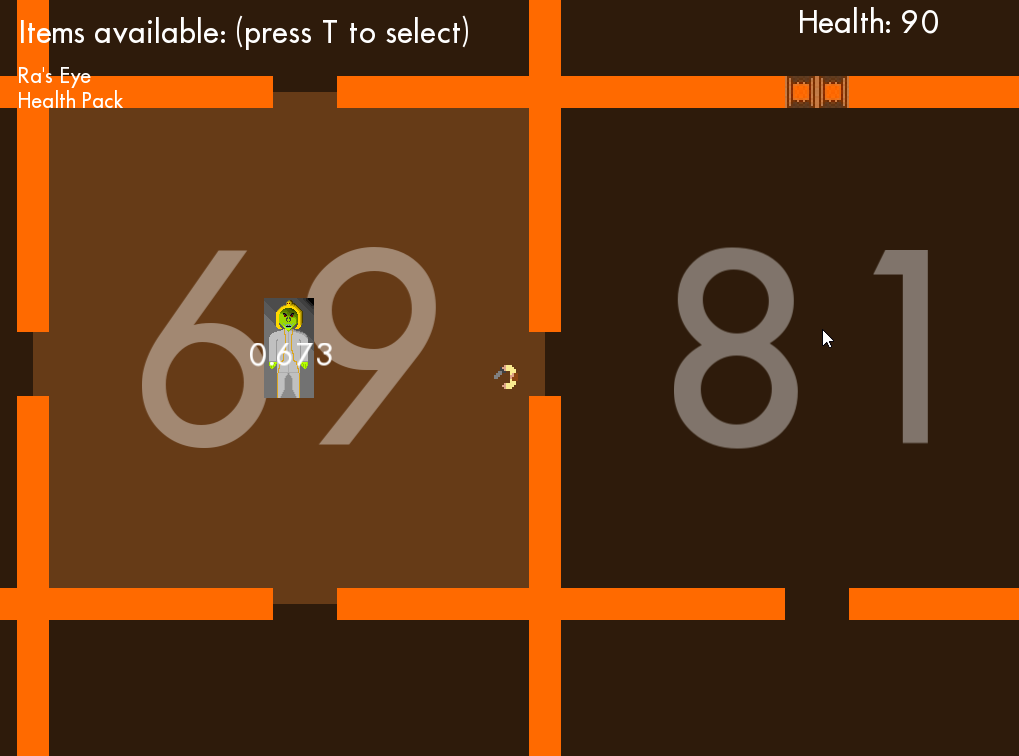 Items available: (press T to select)
Health: 90
Ra's Eye
Health Pack
69
81
0.673